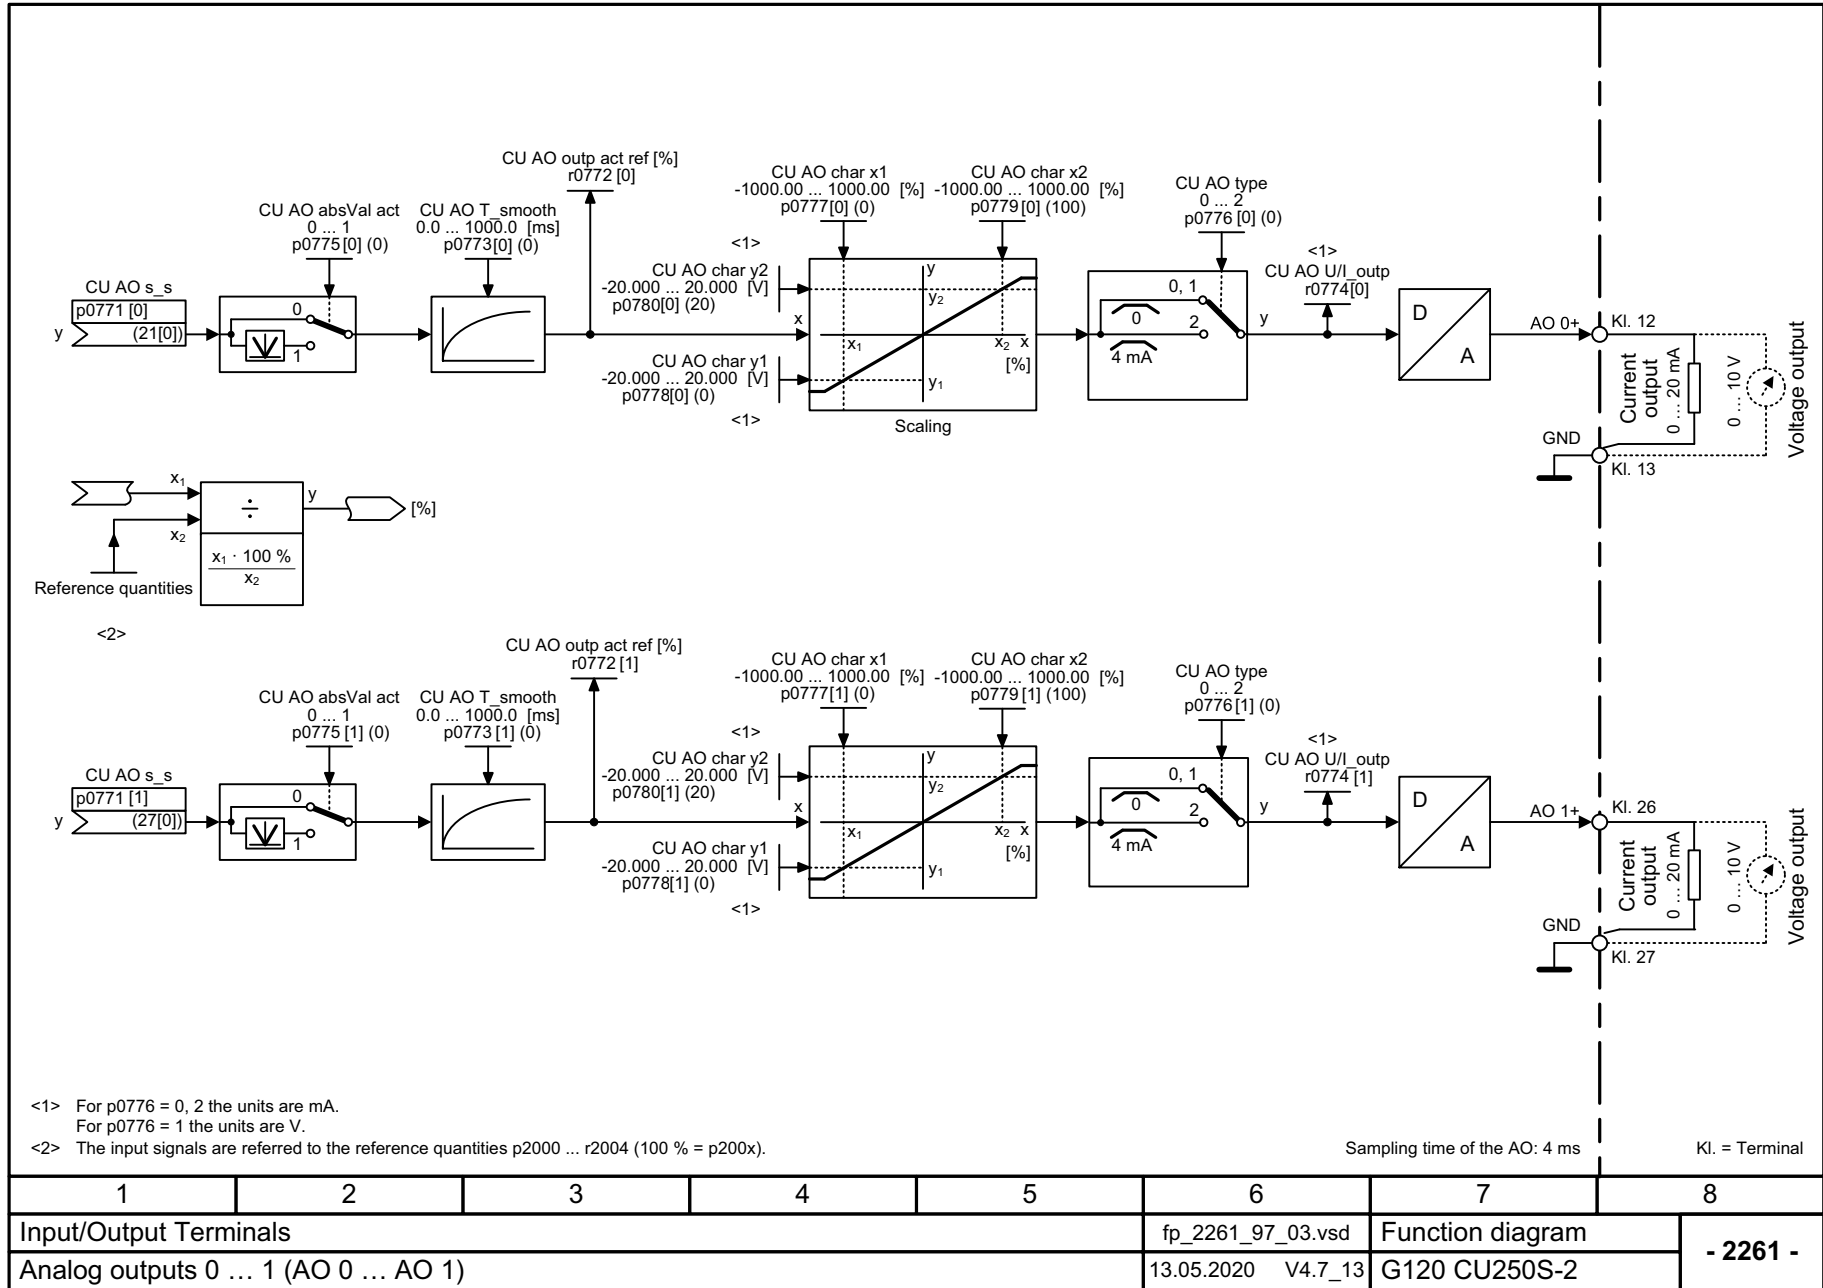 CU AO outp act ref [%]
r0772 [0]
CU AO char x1
-1000.00 ... 1000.00 [%]
p0777[0] (0)
CU AO char x2
-1000.00 ... 1000.00 [%]
p0779[0] (100)
CU AO type
0 ... 2
p0776 [0] (0)
CU AO absVal act
0 ... 1
p0775[0] (0)
CU AO T_smooth
0.0 ... 1000.0 [ms]
p0773[0] (0)
<1>
CU AO char y2
-20.000 ... 20.000 [V]
p0780[0] (20)
<1>
CU AO U/I_outp
r0774[0]
CU AO s_s
p0771 [0]
(21[0])
y
0
1
x
y
y2
x1
x2 x
[%]
y1
0, 1
0
2
4 mA
y
D
A
AO 0+
Kl. 12
CU AO char y1
-20.000 ... 20.000 [V]
p0778[0] (0)
<1>
Scaling
Current output
0 ... 20 mA
0 ... 10 V
Voltage output
GND
Kl. 13
x1
x2
÷
x1 · 100 %
x2
y
[%]
Reference quantities
<2>
CU AO outp act ref [%]
r0772 [1]
CU AO char x1
-1000.00 ... 1000.00 [%]
p0777[1] (0)
CU AO char x2
-1000.00 ... 1000.00 [%]
p0779 [1] (100)
CU AO type
0 ... 2
p0776[1] (0)
CU AO absVal act
0 ... 1
p0775 [1] (0)
CU AO T_smooth
0.0 ... 1000.0 [ms]
p0773 [1] (0)
<1>
CU AO char y2
-20.000 ... 20.000 [V]
p0780[1] (20)
<1>
CU AO U/I_outp
r0774 [1]
CU AO s_s
p0771 [1]
(27[0])
y
0
1
x
y
y2
x1
x2 x
[%]
y1
0, 1
0
2
4 mA
y
D
A
AO 1+
Kl. 26
CU AO char y1
-20.000 ... 20.000 [V]
p0778[1] (0)
<1>
Current output
0 ... 20 mA
0 ... 10 V
Voltage output
GND
Kl. 27
<1> For p0776 = 0, 2 the units are mA.
For p0776 = 1 the units are V.
<2> The input signals are referred to the reference quantities p2000 ... r2004 (100 % = p200x).
Sampling time of the AO: 4 ms
Kl. = Terminal
1 2 3 4 5 6 7 8
Input/Output Terminals
fp_2261_97_03.vsd
Function diagram
- 2261 -
Analog outputs 0 … 1 (AO 0 … AO 1)
13.05.2020 V4.7_13
G120 CU250S-2